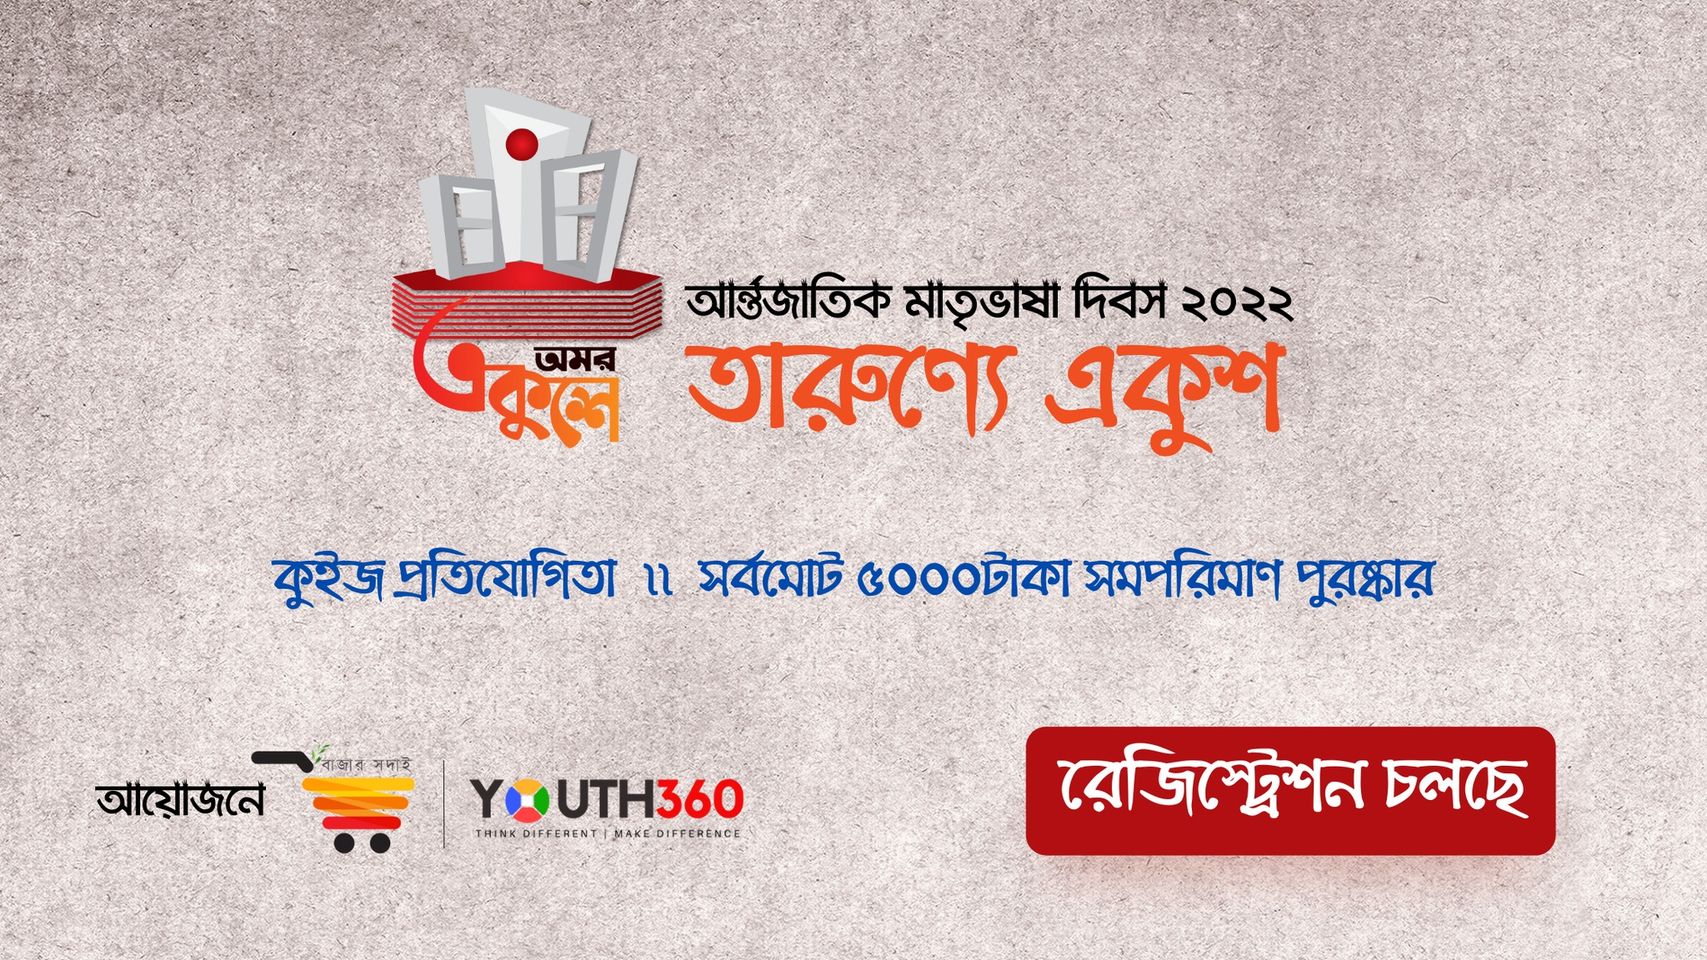 আর্ন্তজাতিক মাতৃভাষা দিবস ২০২২
অমর
একুশে
তারুণ্যে একুশ
কুইজ প্রতিযোগিতা ।। সর্বমোট ৫০০০টাকা সমপরিমাণ পুরষ্কার
আয়োজনে
বাজার সদাই
YOUTH360
THINK DIFFERENT | MAKE DIFFERENCE
রেজিস্ট্রেশন চলছে